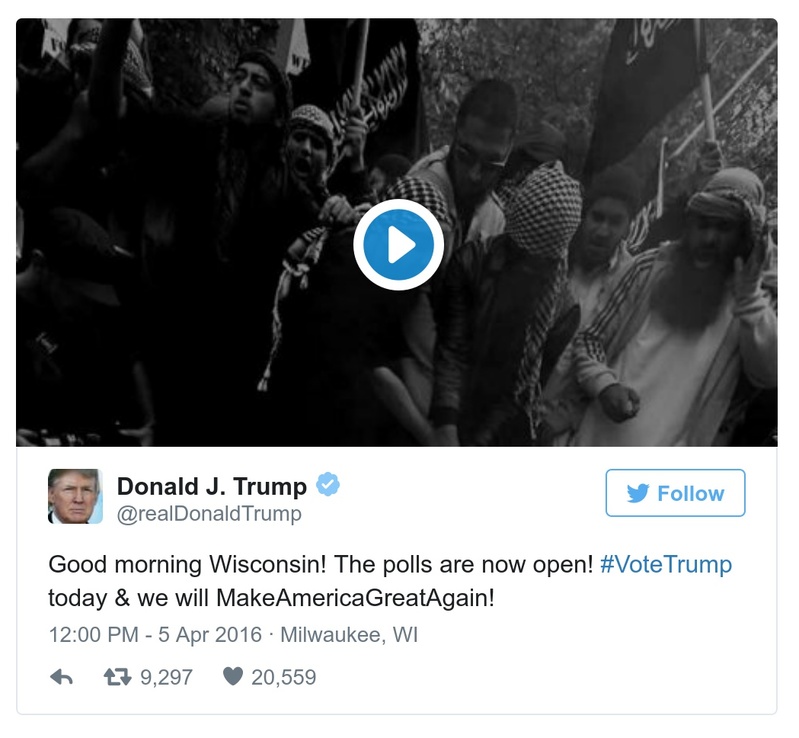 Donald J. Trump
@realDonaldTrump
Follow
Good morning Wisconsin! The polls are now open! #VoteTrump
today & we will MakeAmericaGreatAgain!
12:00 PM - 5 Apr 2016 · Milwaukee, WI
9,297 20,559